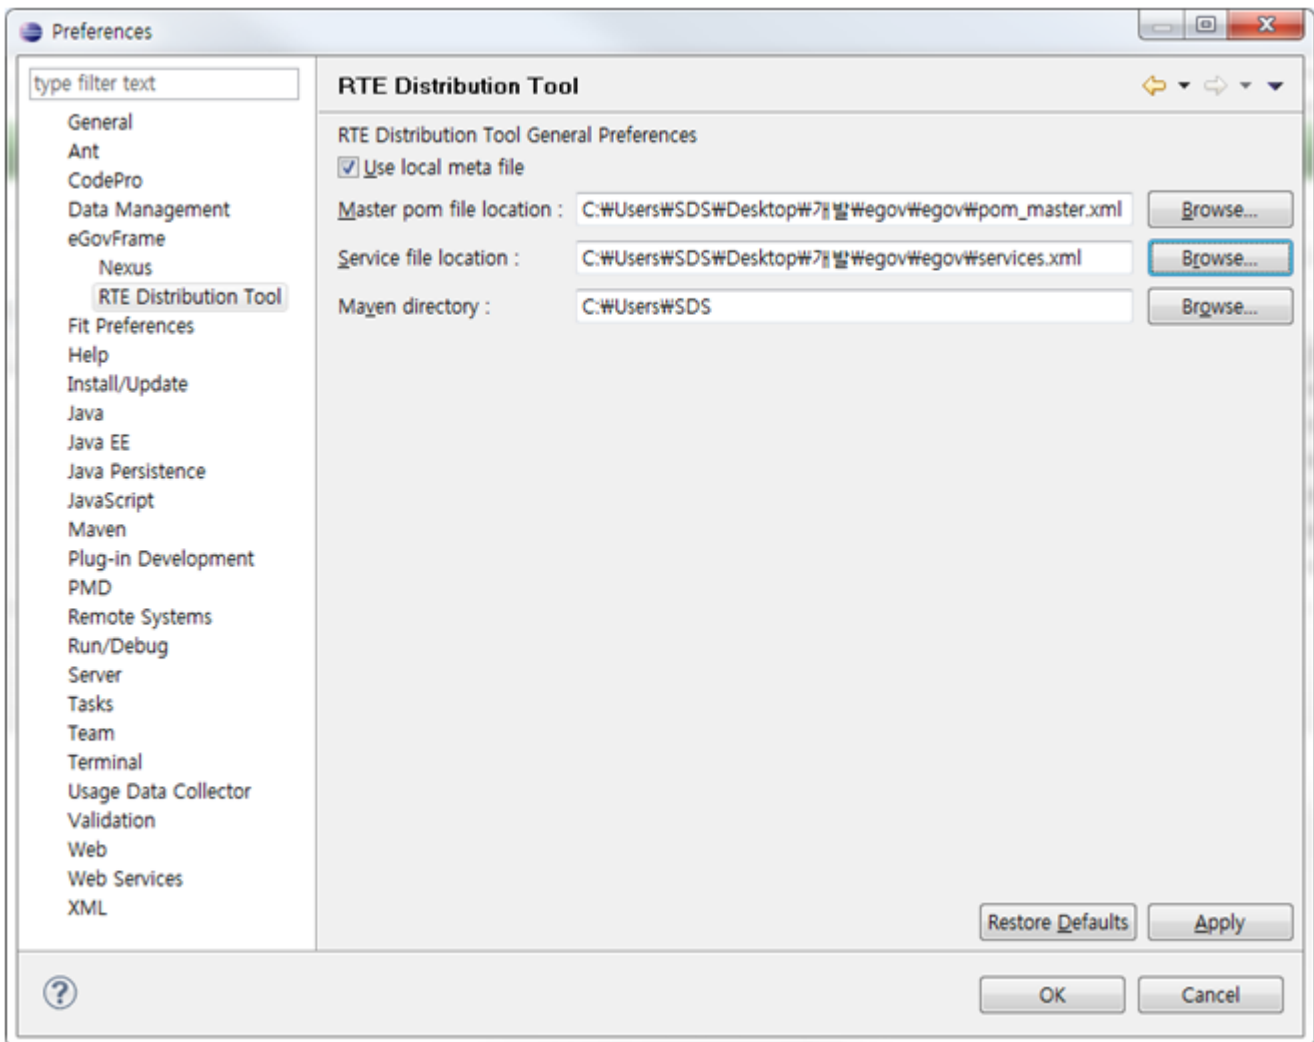 Preferences
type filter text
General
Ant
CodePro
Data Management
eGovFrame
Nexus
RTE Distribution Tool
Fit Preferences
Help
Install/Update
Java
Java EE
Java Persistence
JavaScript
Maven
Plug-in Development
PMD
Remote Systems
Run/Debug
Server
Tasks
Team
Terminal
Usage Data Collector
Validation
Web
Web Services
XML
RTE Distribution Tool
RTE Distribution Tool General Preferences
Use local meta file
Master pom file location : C:₩Users₩SDS₩Desktop₩개발₩egov₩egov₩pom_master.xml Browse...
Service file location : C:₩Users₩SDS₩Desktop₩개발₩egov₩egov₩services.xml Browse...
Maven directory : C:₩Users₩SDS Browse...
Restore Defaults Apply
? OK Cancel